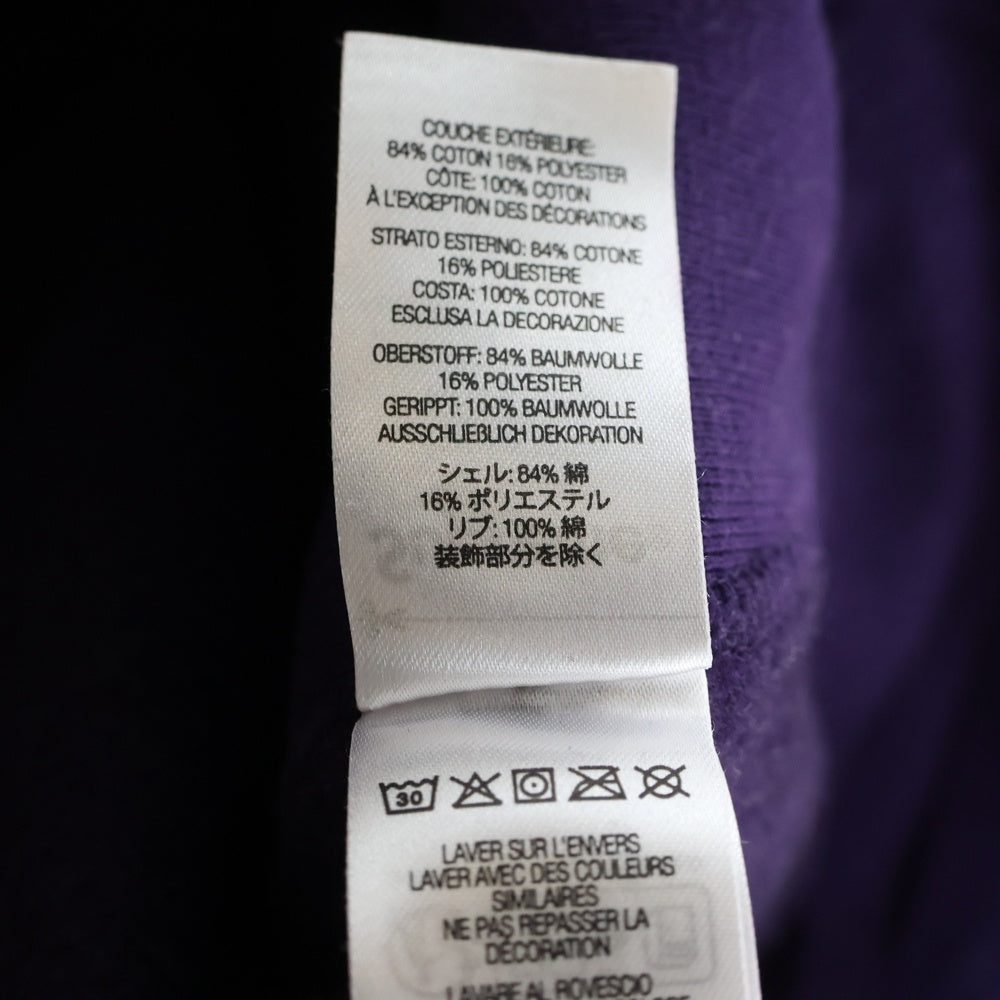 COUCHE EXTÉRIEURE:
84% COTON 16% POLYESTER
CÔTE: 100% COTON
À L'EXCEPTION DES DÉCORATIONS
STRATO ESTERNO: 84% COTONE
16% POLIESTERE
COSTA: 100% COTONE
ESCLUSA LA DECORAZIONE
OBERSTOFF: 84% BAUMWOLLE
16% POLYESTER
GERIPPT: 100% BAUMWOLLE
AUSSCHLIEßLICH DEKORATION
シェル: 84% 綿
16% ポリエステル
リブ: 100% 綿
装飾部分を除く
30
LAVER SUR L'ENVERS
LAVER AVEC DES COULEURS
SIMILAIRES
NE PAS REPASSER LA
DÉCORATION
LAVARE AL ROVESCIO